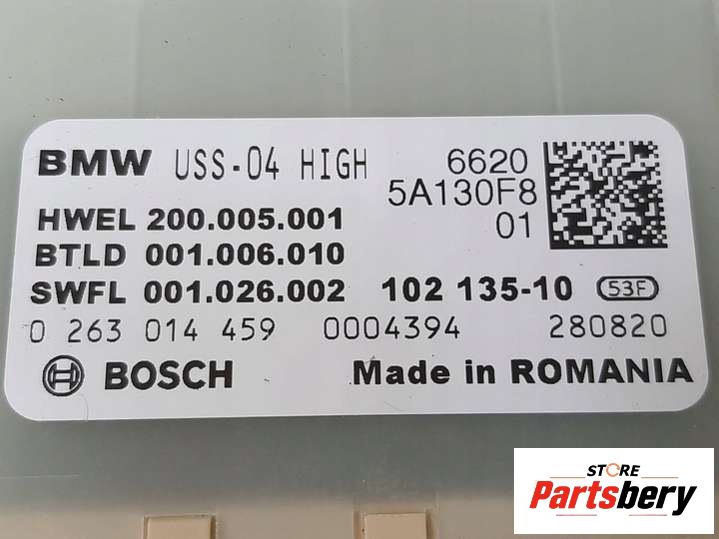 BMW USS-04 HIGH 6620
5A130F8
01
HWEL 200.005.001
BTLD 001.006.010
SWFL 001.026.002 102 135-10 53F
0 263 014 459 0004394 280820
BOSCH Made in ROMANIA
STORE
Partsbery